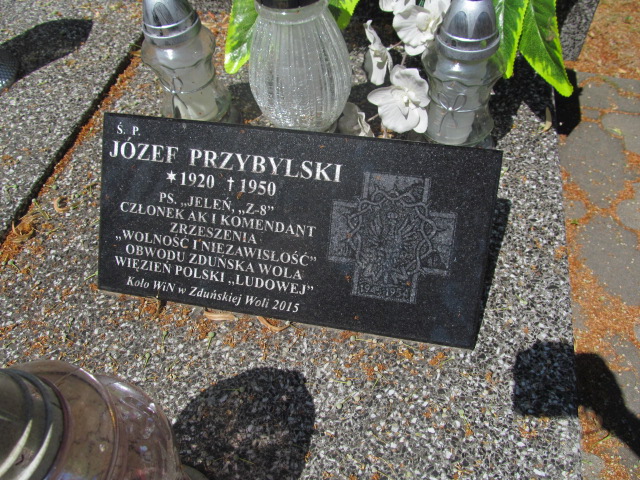 Ś. P.
JÓZEF PRZYBYLSKI
✶1920 †1950
PS. „JELEŃ, „Z-8”
CZŁONEK AK I KOMENDANT
ZRZESZENIA
„WOLNOŚĆ I NIEZAWISŁOŚĆ”
OBWODU ZDUŃSKA WOLA
WIĘZIEŃ POLSKI „LUDOWEJ”
Koło WiN w Zduńskiej Woli 2015